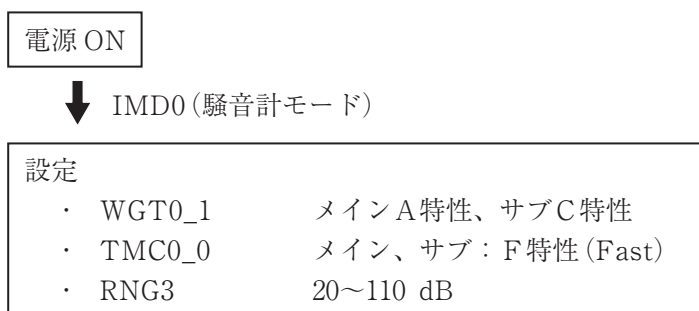 電源 ON
IMD0(騒音計モード)
設定
・ WGT0_1 メインA特性、サブC特性
・ TMC0_0 メイン、サブ：F特性(Fast)
・ RNG3 20～110 dB